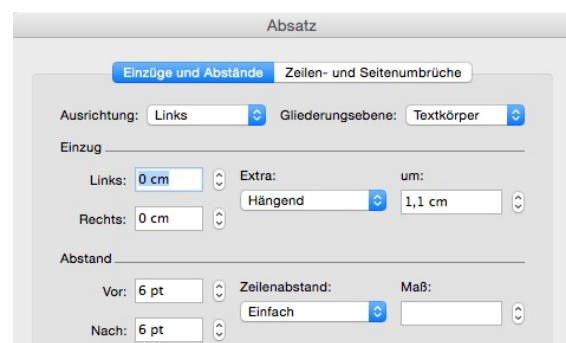 Absatz
Einzüge und Abstände Zeilen- und Seitenumbrüche
Ausrichtung: Links Gliederungsebene: Textkörper
Einzug
Links: 0 cm Extra: um:
Hängend 1,1 cm
Rechts: 0 cm
Abstand
Vor: 6 pt Zeilenabstand: Maß:
Einfach
Nach: 6 pt